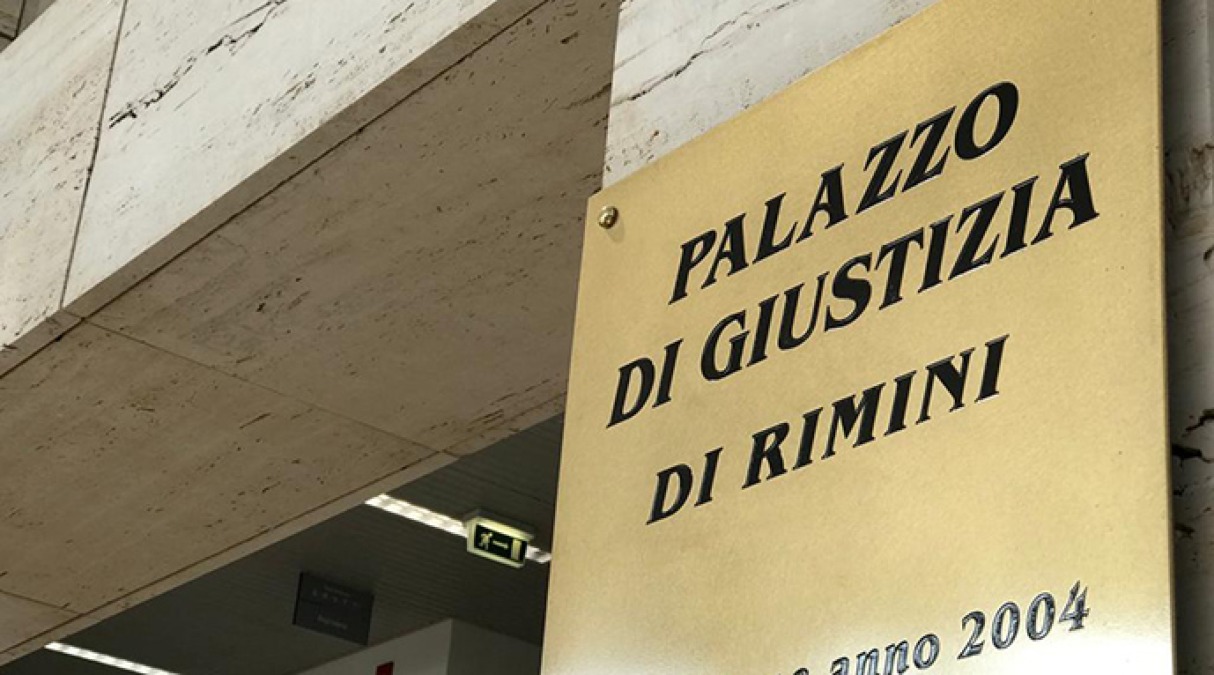 PALAZZO
DI GIUSTIZIA
DI RIMINI
anno 2004